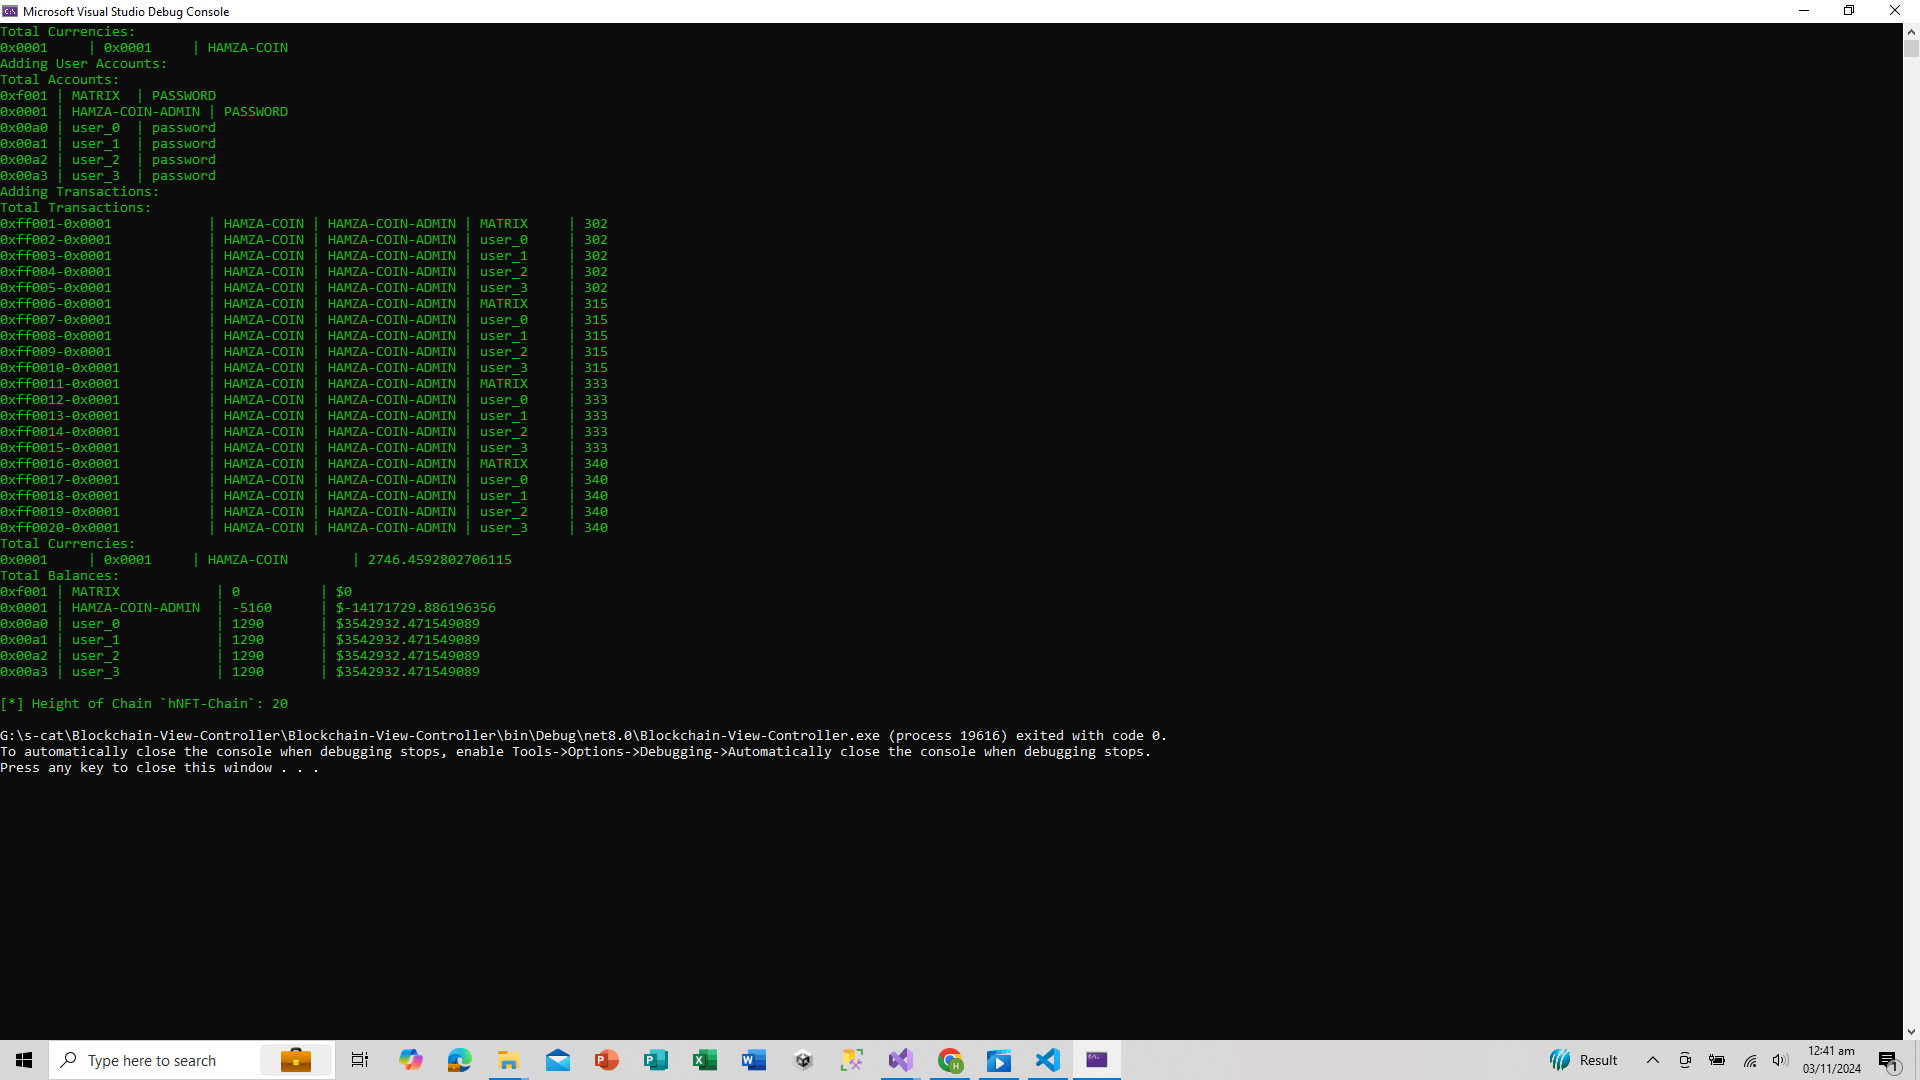 Microsoft Visual Studio Debug Console
Total Currencies:
0x0001     | 0x0001     | HAMZA-COIN
Adding User Accounts:
Total Accounts:
0xf001 | MATRIX  | PASSWORD
0x0001 | HAMZA-COIN-ADMIN | PASSWORD
0x00a0 | user_0  | password
0x00a1 | user_1  | password
0x00a2 | user_2  | password
0x00a3 | user_3  | password
Adding Transactions:
Total Transactions:
0xff001-0x0001            | HAMZA-COIN | HAMZA-COIN-ADMIN | MATRIX     | 302
0xff002-0x0001            | HAMZA-COIN | HAMZA-COIN-ADMIN | user_0     | 302
0xff003-0x0001            | HAMZA-COIN | HAMZA-COIN-ADMIN | user_1     | 302
0xff004-0x0001            | HAMZA-COIN | HAMZA-COIN-ADMIN | user_2     | 302
0xff005-0x0001            | HAMZA-COIN | HAMZA-COIN-ADMIN | user_3     | 302
0xff006-0x0001            | HAMZA-COIN | HAMZA-COIN-ADMIN | MATRIX     | 315
0xff007-0x0001            | HAMZA-COIN | HAMZA-COIN-ADMIN | user_0     | 315
0xff008-0x0001            | HAMZA-COIN | HAMZA-COIN-ADMIN | user_1     | 315
0xff009-0x0001            | HAMZA-COIN | HAMZA-COIN-ADMIN | user_2     | 315
0xff0010-0x0001           | HAMZA-COIN | HAMZA-COIN-ADMIN | user_3     | 315
0xff0011-0x0001           | HAMZA-COIN | HAMZA-COIN-ADMIN | MATRIX     | 333
0xff0012-0x0001           | HAMZA-COIN | HAMZA-COIN-ADMIN | user_0     | 333
0xff0013-0x0001           | HAMZA-COIN | HAMZA-COIN-ADMIN | user_1     | 333
0xff0014-0x0001           | HAMZA-COIN | HAMZA-COIN-ADMIN | user_2     | 333
0xff0015-0x0001           | HAMZA-COIN | HAMZA-COIN-ADMIN | user_3     | 333
0xff0016-0x0001           | HAMZA-COIN | HAMZA-COIN-ADMIN | MATRIX     | 340
0xff0017-0x0001           | HAMZA-COIN | HAMZA-COIN-ADMIN | user_0     | 340
0xff0018-0x0001           | HAMZA-COIN | HAMZA-COIN-ADMIN | user_1     | 340
0xff0019-0x0001           | HAMZA-COIN | HAMZA-COIN-ADMIN | user_2     | 340
0xff0020-0x0001           | HAMZA-COIN | HAMZA-COIN-ADMIN | user_3     | 340
Total Currencies:
0x0001     | 0x0001     | HAMZA-COIN        | 2746.4592802706115
Total Balances:
0xf001 | MATRIX            | 0          | $0
0x0001 | HAMZA-COIN-ADMIN  | -5160      | $-14171729.886196356
0x00a0 | user_0            | 1290       | $3542932.471549089
0x00a1 | user_1            | 1290       | $3542932.471549089
0x00a2 | user_2            | 1290       | $3542932.471549089
0x00a3 | user_3            | 1290       | $3542932.471549089
[*] Height of Chain `hNFT-Chain`: 20
G:\s-cat\Blockchain-View-Controller\Blockchain-View-Controller\bin\Debug\net8.0\Blockchain-View-Controller.exe (process 19616) exited with code 0.
To automatically close the console when debugging stops, enable Tools->Options->Debugging->Automatically close the console when debugging stops.
Press any key to close this window . . .
Type here to search
Result
12:41 am
03/11/2024
1